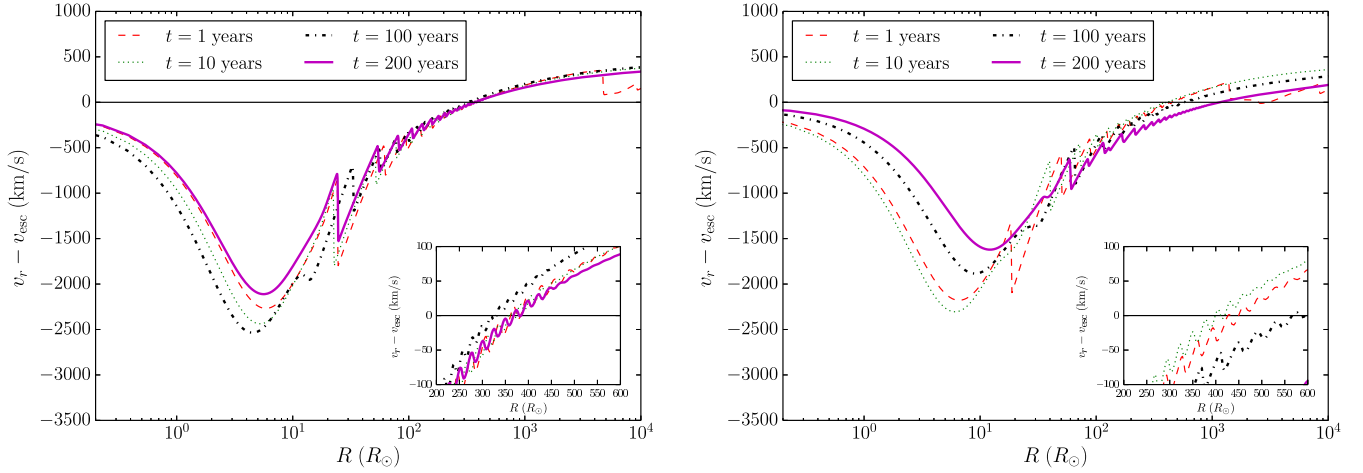 1000
500
0
−500
−1000
−1500
−2000
−2500
−3000
−3500
v_r − v_esc (km/s)
t = 1 years
t = 10 years
t = 100 years
t = 200 years
10^0
10^1
10^2
10^3
10^4
R (R_⊙)
100
50
0
−50
−100
v_r − v_esc (km/s)
200 250 300 350 400 450 500 550 600
R (R_⊙)
1000
500
0
−500
−1000
−1500
−2000
−2500
−3000
−3500
v_r − v_esc (km/s)
t = 1 years
t = 10 years
t = 100 years
t = 200 years
10^0
10^1
10^2
10^3
10^4
R (R_⊙)
100
50
0
−50
−100
v_r − v_esc (km/s)
200 250 300 350 400 450 500 550 600
R (R_⊙)